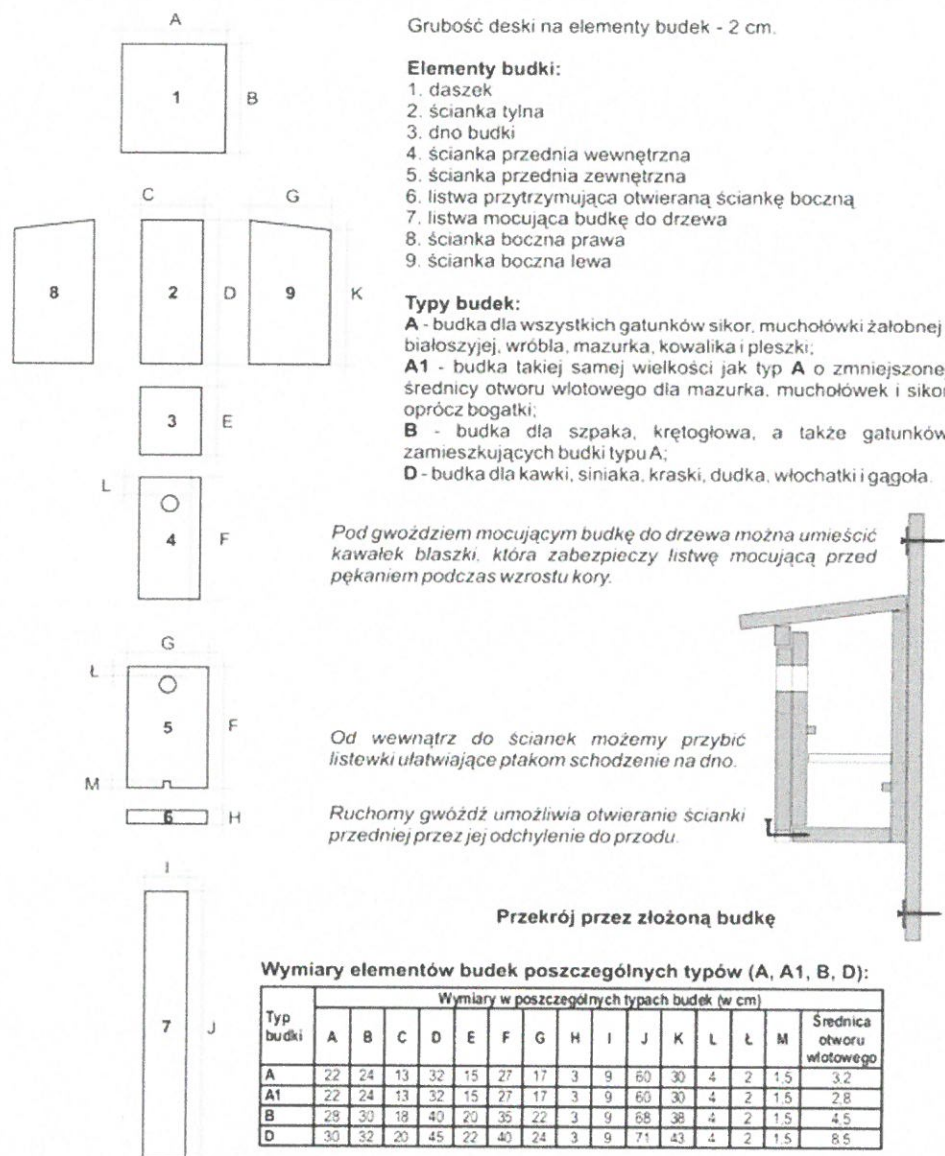 A
Grubość deski na elementy budek - 2 cm.
1
B
Elementy budki:
1. daszek
2. ścianka tylna
3. dno budki
4. ścianka przednia wewnętrzna
5. ścianka przednia zewnętrzna
6. listwa przytrzymująca otwieraną ściankę boczną
7. listwa mocująca budkę do drzewa
8. ścianka boczna prawa
9. ścianka boczna lewa
C
G
8
2
D
9
K
Typy budek:
A - budka dla wszystkich gatunków sikor, muchołówki żałobnej
białoszyjej, wróbla, mazurka, kowalika i pleszki;
A1 - budka takiej samej wielkości jak typ A o zmniejszonej
średnicy otworu wlotowego dla mazurka, muchołówek i sikor
oprócz bogatki;
B - budka dla szpaka, krętogłowa, a także gatunków
zamieszkujących budki typu A;
D - budka dla kawki, siniaka, kraski, dudka, włochatki i gągoła.
3
E
L
4
F
Pod gwoździem mocującym budkę do drzewa można umieścić
kawałek blaszki, która zabezpieczy listwę mocującą przed
pękaniem podczas wzrostu kory.
G
Ł
5
F
M
6
H
Od wewnątrz do ścianek możemy przybić
listewki ułatwiające ptakom schodzenie na dno.
Ruchomy gwóźdź umożliwia otwieranie ścianki
przedniej przez jej odchylenie do przodu.
I
7
J
Przekrój przez złożoną budkę
Wymiary elementów budek poszczególnych typów (A, A1, B, D):
Typ budki Wymiary w poszczególnych typach budek (w cm)
A B C D E F G H I J K L Ł M Średnica otworu wlotowego
A 22 24 13 32 15 27 17 3 9 60 30 4 2 1,5 3,2
A1 22 24 13 32 15 27 17 3 9 60 30 4 2 1,5 2,8
B 28 30 18 40 20 35 22 3 9 68 38 4 2 1,5 4,5
D 30 32 20 45 22 40 24 3 9 71 43 4 2 1,5 8,5